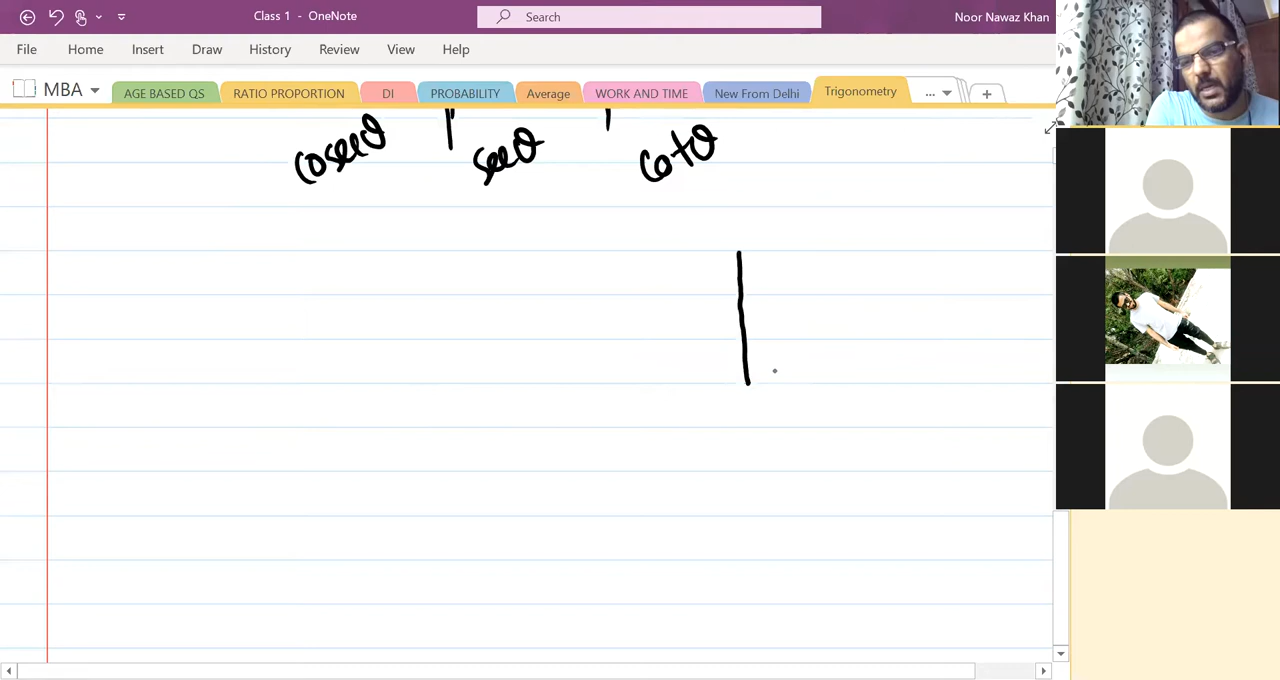 Class 1 - OneNote
Search
Noor Nawaz Khan
File Home Insert Draw History Review View Help
MBA
AGE BASED QS RATIO PROPORTION DI PROBABILITY Average WORK AND TIME New From Delhi Trigonometry ...
cosecθ secθ cotθ